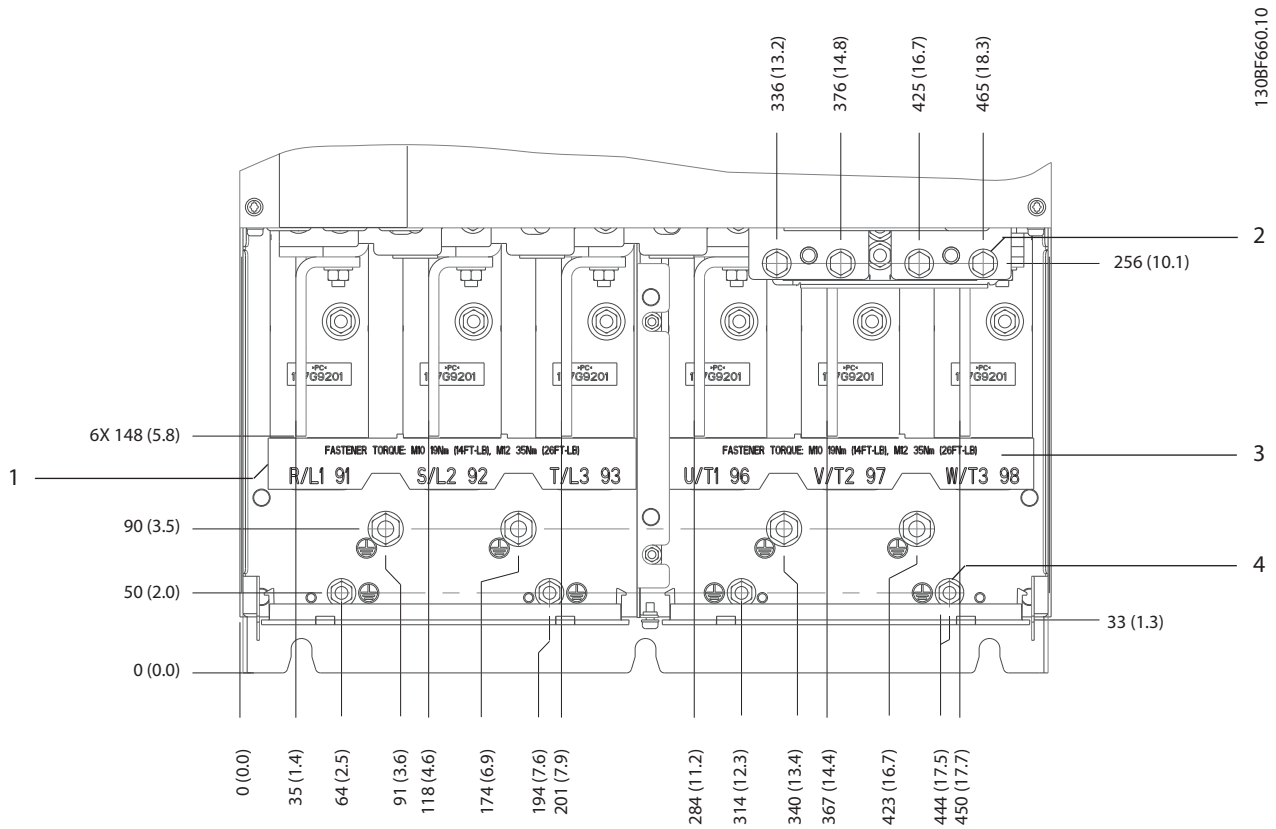 130BF660.10
336 (13.2)
376 (14.8)
425 (16.7)
465 (18.3)
2
256 (10.1)
»PC«
»PC«
»PC«
»PC«
»PC«
»PC«
7G9201
7G9201
7G9201
7G9201
7G9201
7G9201
6X 148 (5.8)
FASTENER TORQUE: M10 19Nm (14FT-LB), M12 35Nm (26FT-LB)
FASTENER TORQUE: M10 19Nm (14FT-LB), M12 35Nm (26FT-LB)
3
1
R/L1 91
S/L2 92
T/L3 93
U/T1 96
V/T2 97
W/T3 98
90 (3.5)
50 (2.0)
4
33 (1.3)
0 (0.0)
0 (0.0)
35 (1.4)
64 (2.5)
91 (3.6)
118 (4.6)
174 (6.9)
194 (7.6)
201 (7.9)
284 (11.2)
314 (12.3)
340 (13.4)
367 (14.4)
423 (16.7)
444 (17.5)
450 (17.7)